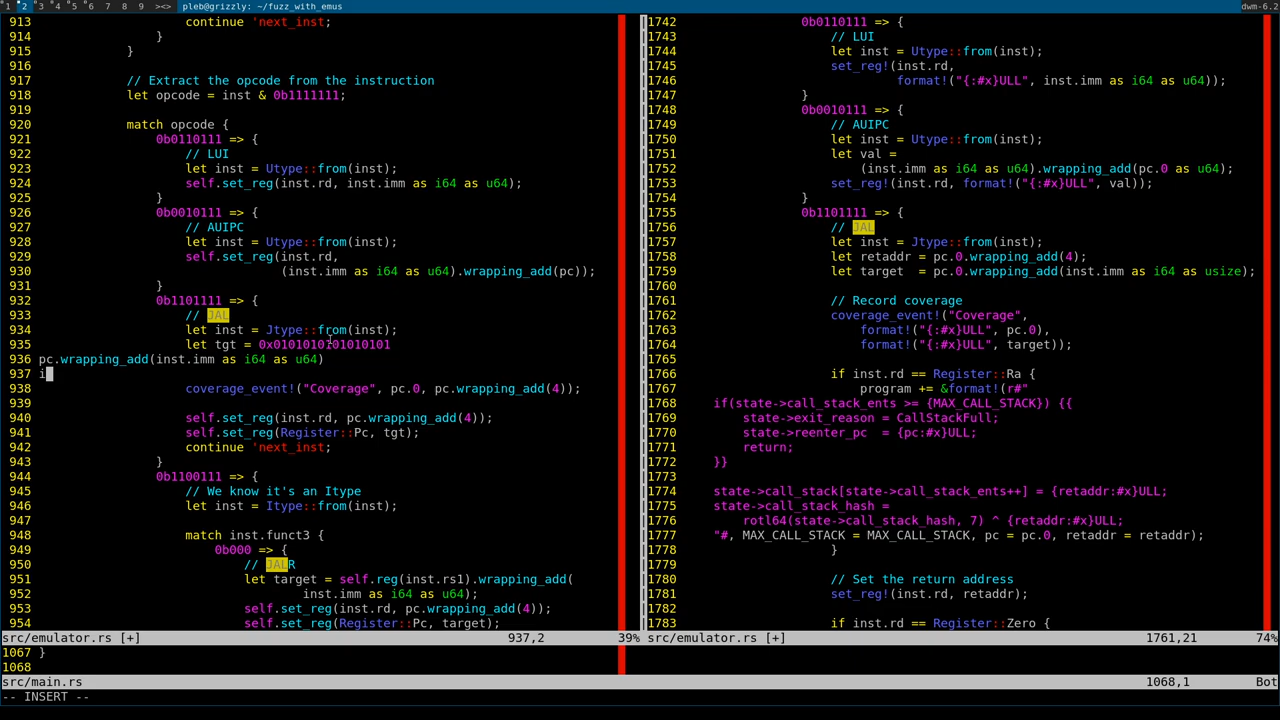 1 2 3 4 5 6 7 8 9 ><> pleb@grizzly: ~/fuzz_with_emus dwm-6.2
913                     continue 'next_inst;
914                 }
915             }
916
917             // Extract the opcode from the instruction
918             let opcode = inst & 0b1111111;
919
920             match opcode {
921                 0b0110111 => {
922                     // LUI
923                     let inst = Utype::from(inst);
924                     self.set_reg(inst.rd, inst.imm as i64 as u64);
925                 }
926                 0b0010111 => {
927                     // AUIPC
928                     let inst = Utype::from(inst);
929                     self.set_reg(inst.rd,
930                                  (inst.imm as i64 as u64).wrapping_add(pc));
931                 }
932                 0b1101111 => {
933                     // JAL
934                     let inst = Jtype::from(inst);
935                     let tgt = 0x0101010101010101
936 pc.wrapping_add(inst.imm as i64 as u64)
937 i
938                     coverage_event!("Coverage", pc.0, pc.wrapping_add(4));
939
940                     self.set_reg(inst.rd, pc.wrapping_add(4));
941                     self.set_reg(Register::Pc, tgt);
942                     continue 'next_inst;
943                 }
944                 0b1100111 => {
945                     // We know it's an Itype
946                     let inst = Itype::from(inst);
947
948                     match inst.funct3 {
949                         0b000 => {
950                             // JALR
951                             let target = self.reg(inst.rs1).wrapping_add(
952                                     inst.imm as i64 as u64);
953                             self.set_reg(inst.rd, pc.wrapping_add(4));
954                             self.set_reg(Register::Pc, target);
src/emulator.rs [+] 937,2 39%
1742                 0b0110111 => {
1743                     // LUI
1744                     let inst = Utype::from(inst);
1745                     set_reg!(inst.rd,
1746                              format!("{:#x}ULL", inst.imm as i64 as u64));
1747                 }
1748                 0b0010111 => {
1749                     // AUIPC
1750                     let inst = Utype::from(inst);
1751                     let val =
1752                         (inst.imm as i64 as u64).wrapping_add(pc.0 as u64);
1753                     set_reg!(inst.rd, format!("{:#x}ULL", val));
1754                 }
1755                 0b1101111 => {
1756                     // JAL
1757                     let inst = Jtype::from(inst);
1758                     let retaddr = pc.0.wrapping_add(4);
1759                     let target  = pc.0.wrapping_add(inst.imm as i64 as usize);
1760
1761                     // Record coverage
1762                     coverage_event!("Coverage",
1763                         format!("{:#x}ULL", pc.0),
1764                         format!("{:#x}ULL", target));
1765
1766                     if inst.rd == Register::Ra {
1767                         program += &format!(r#"
1768     if(state->call_stack_ents >= {MAX_CALL_STACK}) {{
1769         state->exit_reason = CallStackFull;
1770         state->reenter_pc  = {pc:#x}ULL;
1771         return;
1772     }}
1773
1774     state->call_stack[state->call_stack_ents++] = {retaddr:#x}ULL;
1775     state->call_stack_hash =
1776         rotl64(state->call_stack_hash, 7) ^ {retaddr:#x}ULL;
1777     "#, MAX_CALL_STACK = MAX_CALL_STACK, pc = pc.0, retaddr = retaddr);
1778                     }
1779
1780                     // Set the return address
1781                     set_reg!(inst.rd, retaddr);
1782
1783                     if inst.rd == Register::Zero {
src/emulator.rs [+] 1761,21 74%
1067 }
1068
src/main.rs 1068,1 Bot
-- INSERT --